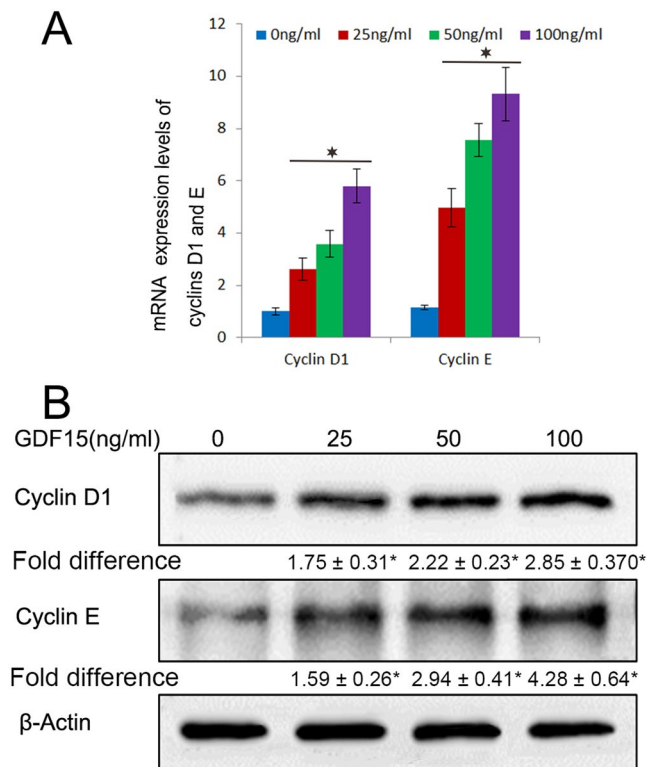 A
0ng/ml 25ng/ml 50ng/ml 100ng/ml
12
10
8
6
4
2
0
mRNA expression levels of
cyclins D1 and E
Cyclin D1 Cyclin E
B
GDF15(ng/ml) 0 25 50 100
Cyclin D1
Fold difference 1.75 ± 0.31* 2.22 ± 0.23* 2.85 ± 0.370*
Cyclin E
Fold difference 1.59 ± 0.26* 2.94 ± 0.41* 4.28 ± 0.64*
β-Actin